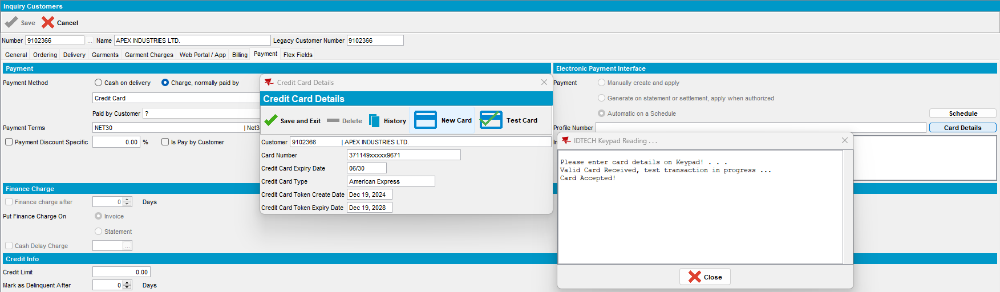 Inquiry Customers
Save Cancel
Number 9102366 ... Name APEX INDUSTRIES LTD. Legacy Customer Number 9102366
General Ordering Delivery Garments Garment Charges Web Portal / App Billing Payment Flex Fields
Payment
Payment Method Cash on delivery Charge, normally paid by
Credit Card
Paid by Customer ?
Payment Terms NET30 | Net3
Payment Discount Specific 0.00 % Is Pay by Customer
Finance Charge
Finance charge after 0 Days
Put Finance Charge On Invoice
Statement
Cash Delay Charge ...
Credit Info
Credit Limit 0.00
Mark as Delinquent After 0 Days
Credit Card Details
Credit Card Details
Save and Exit Delete History New Card Test Card
Customer 9102366 | APEX INDUSTRIES LTD.
Card Number 371149xxxxx9671
Credit Card Expiry Date 06/30
Credit Card Type American Express
Credit Card Token Create Date Dec 19, 2024
Credit Card Token Expiry Date Dec 19, 2028
Electronic Payment Interface
Payment Manually create and apply
Generate on statement or settlement, apply when authorized
Automatic on a Schedule Schedule
Profile Number Card Details
In
IDTECH Keypad Reading . . .
Please enter card details on Keypad! . . .
Valid Card Received, test transaction in progress ...
Card Accepted!
Close